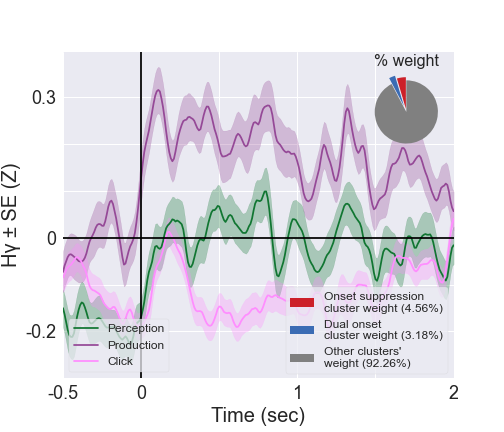 % weight
Hγ ± SE (Z)
0.3
0
-0.2
Perception
Production
Click
Onset suppression
cluster weight (4.56%)
Dual onset
cluster weight (3.18%)
Other clusters'
weight (92.26%)
-0.5
0
1
2
Time (sec)